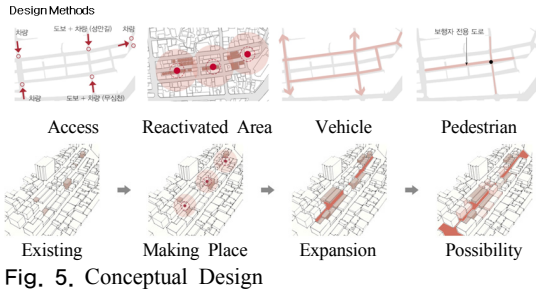 Design Methods
차량
도보 + 차량 (성안길)
차량
차량
도보 + 차량 (무심천)
보행자 전용 도로
Access
Reactivated Area
Vehicle
Pedestrian
Existing
Making Place
Expansion
Possibility
Fig. 5. Conceptual Design